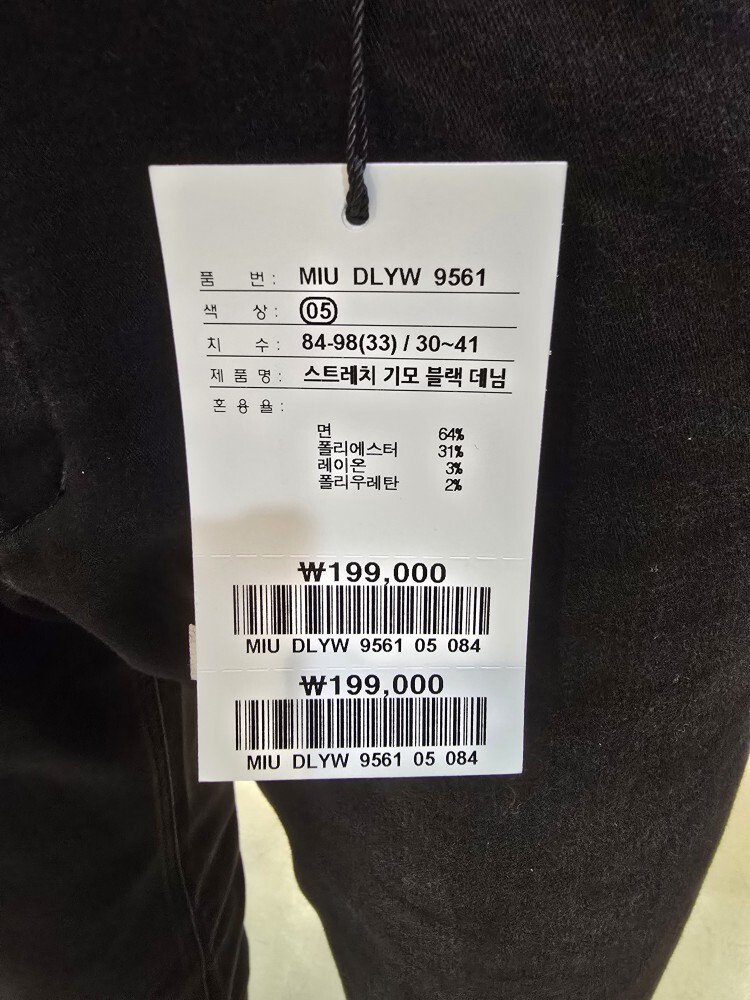 품 번 : MIU DLYW 9561
색 상 : 05
치 수 : 84-98(33) / 30~41
제 품 명 : 스트레치 기모 블랙 데님
혼 용 율 :
면 64%
폴리에스터 31%
레이온 3%
폴리우레탄 2%
₩199,000
MIU DLYW 9561 05 084
₩199,000
MIU DLYW 9561 05 084